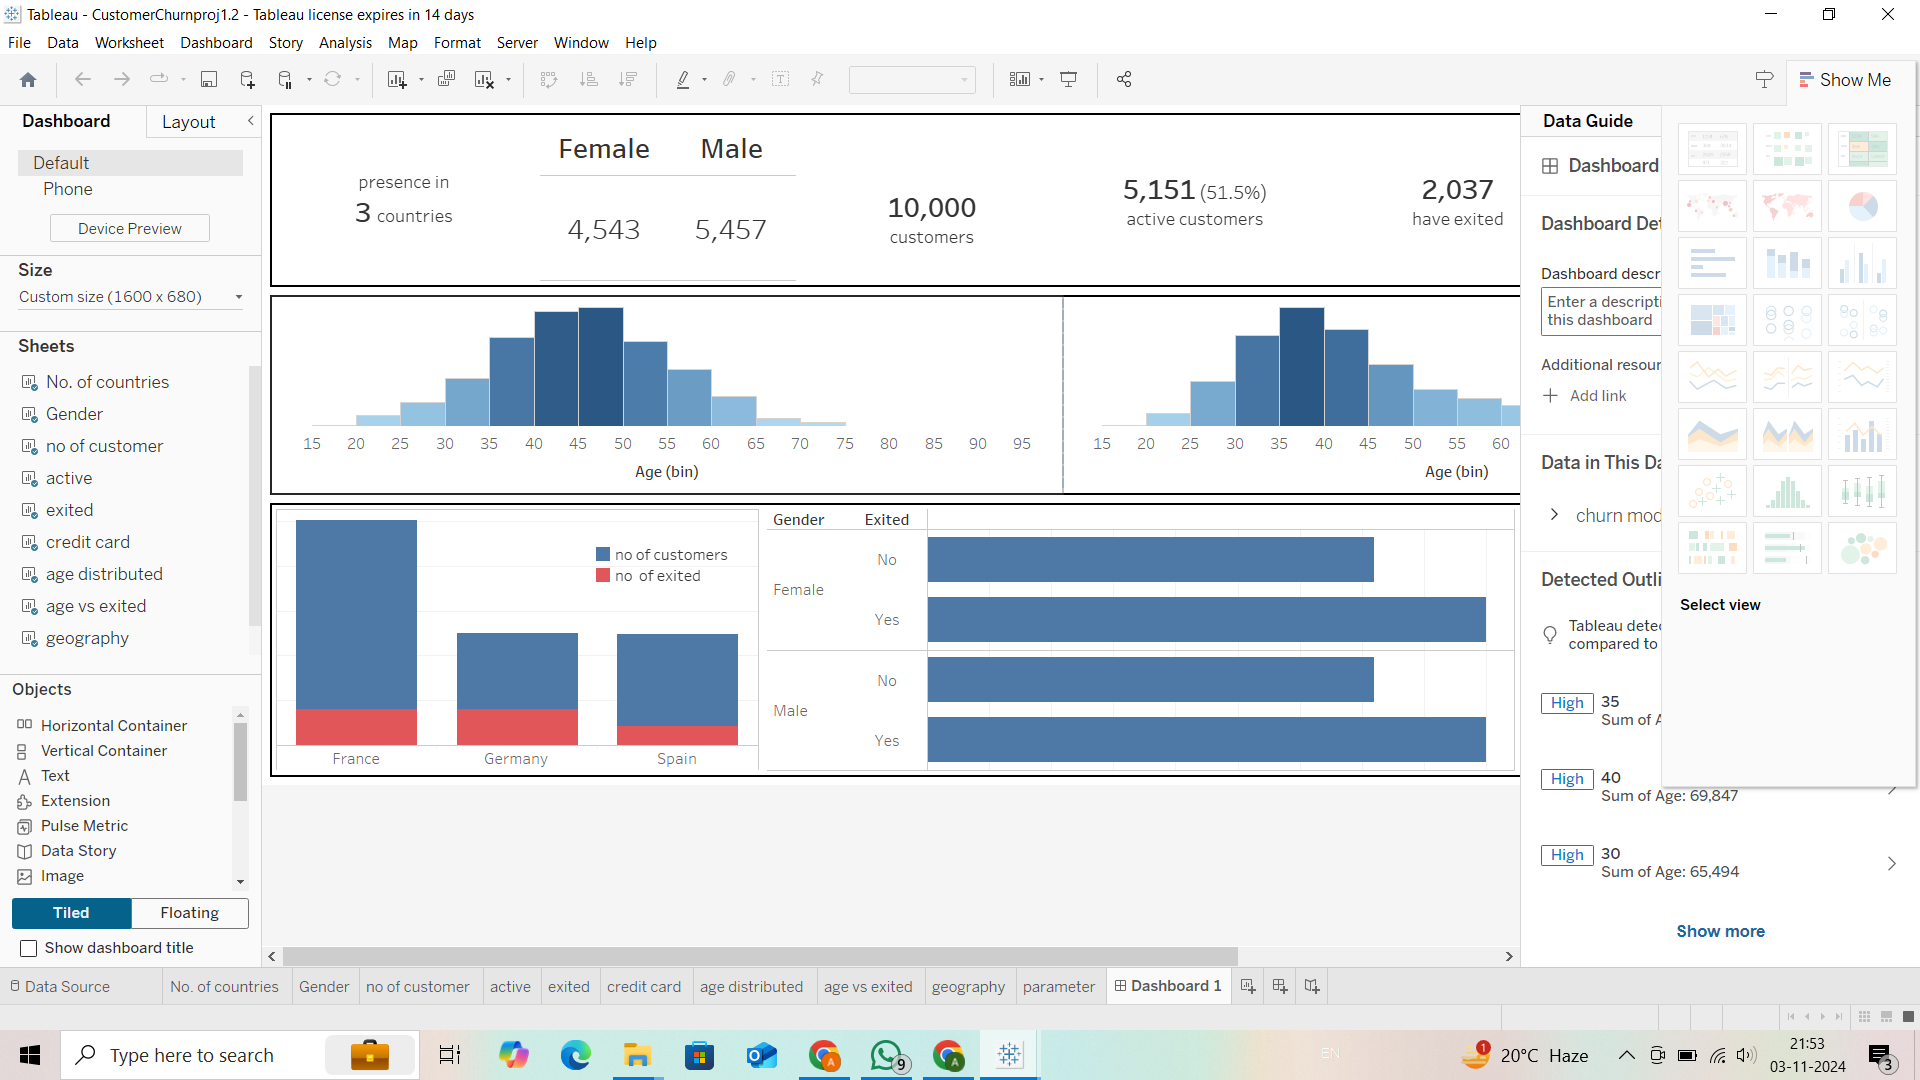 Tableau - CustomerChurnproj1.2 - Tableau license expires in 14 days
File Data Worksheet Dashboard Story Analysis Map Format Server Window Help
Show Me
Dashboard Layout
Default
Phone
Device Preview
Size
Custom size (1600 x 680)
Sheets
No. of countries
Gender
no of customer
active
exited
credit card
age distributed
age vs exited
geography
Objects
Horizontal Container
Vertical Container
Text
Extension
Pulse Metric
Data Story
Image
Tiled Floating
Show dashboard title
presence in
3 countries
Female Male
4,543 5,457
10,000
customers
5,151 (51.5%)
active customers
2,037
have exited
15 20 25 30 35 40 45 50 55 60 65 70 75 80 85 90 95
Age (bin)
15 20 25 30 35 40 45 50 55 60
Age (bin)
no of customers
no of exited
France Germany Spain
Gender Exited
Female
No
Yes
Male
No
Yes
Data Guide
Dashboard
Dashboard Det
Dashboard descr
Enter a descripti
this dashboard
Additional resour
Add link
Data in This Da
churn mod
Detected Outli
Tableau detec
compared to
High 35
Sum of A
High 40
Sum of Age: 69,847
High 30
Sum of Age: 65,494
Show more
Select view
Data Source No. of countries Gender no of customer active exited credit card age distributed age vs exited geography parameter Dashboard 1
Type here to search
9
EN
1
20°C Haze
21:53
03-11-2024
3